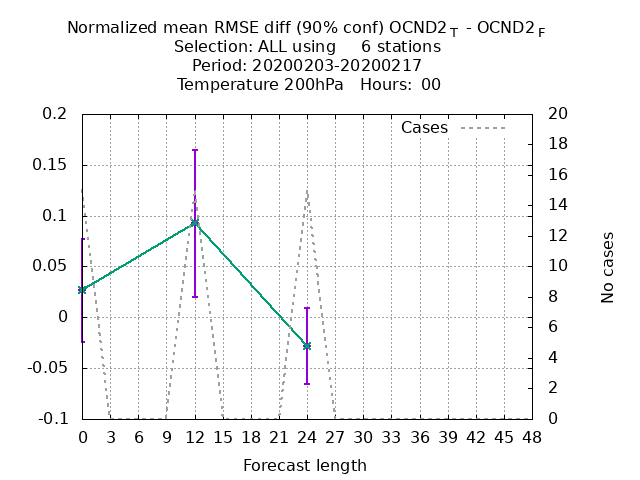 Normalized mean RMSE diff (90% conf) OCND2 T - OCND2 F
Selection: ALL using 6 stations
Period: 20200203-20200217
Temperature 200hPa Hours: 00
0.2
0.15
0.1
0.05
0
-0.05
-0.1
Cases
20
18
16
14
12
10
8
6
4
2
0
No cases
0 3 6 9 12 15 18 21 24 27 30 33 36 39 42 45 48
Forecast length